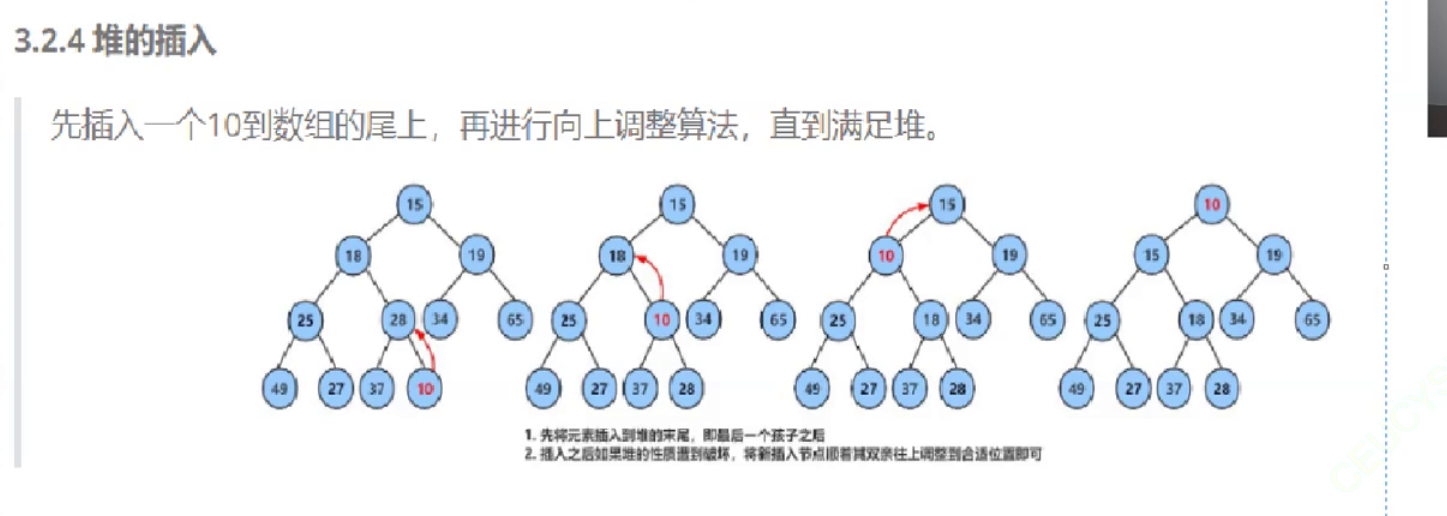 3.2.4 堆的插入
先插入一个10到数组的尾上，再进行向上调整算法，直到满足堆。
15 15 15 10
18 19 18 19 10 19 15 19
25 28 34 65 25 10 34 65 25 18 34 65 25 18 34 65
49 27 37 10 49 27 37 28 49 27 37 28 49 27 37 28
1. 先将元素插入到堆的末尾，即最后一个孩子之后
2. 插入之后如果堆的性质遭到破坏，将新插入节点顺着其双亲往上调整到合适位置即可